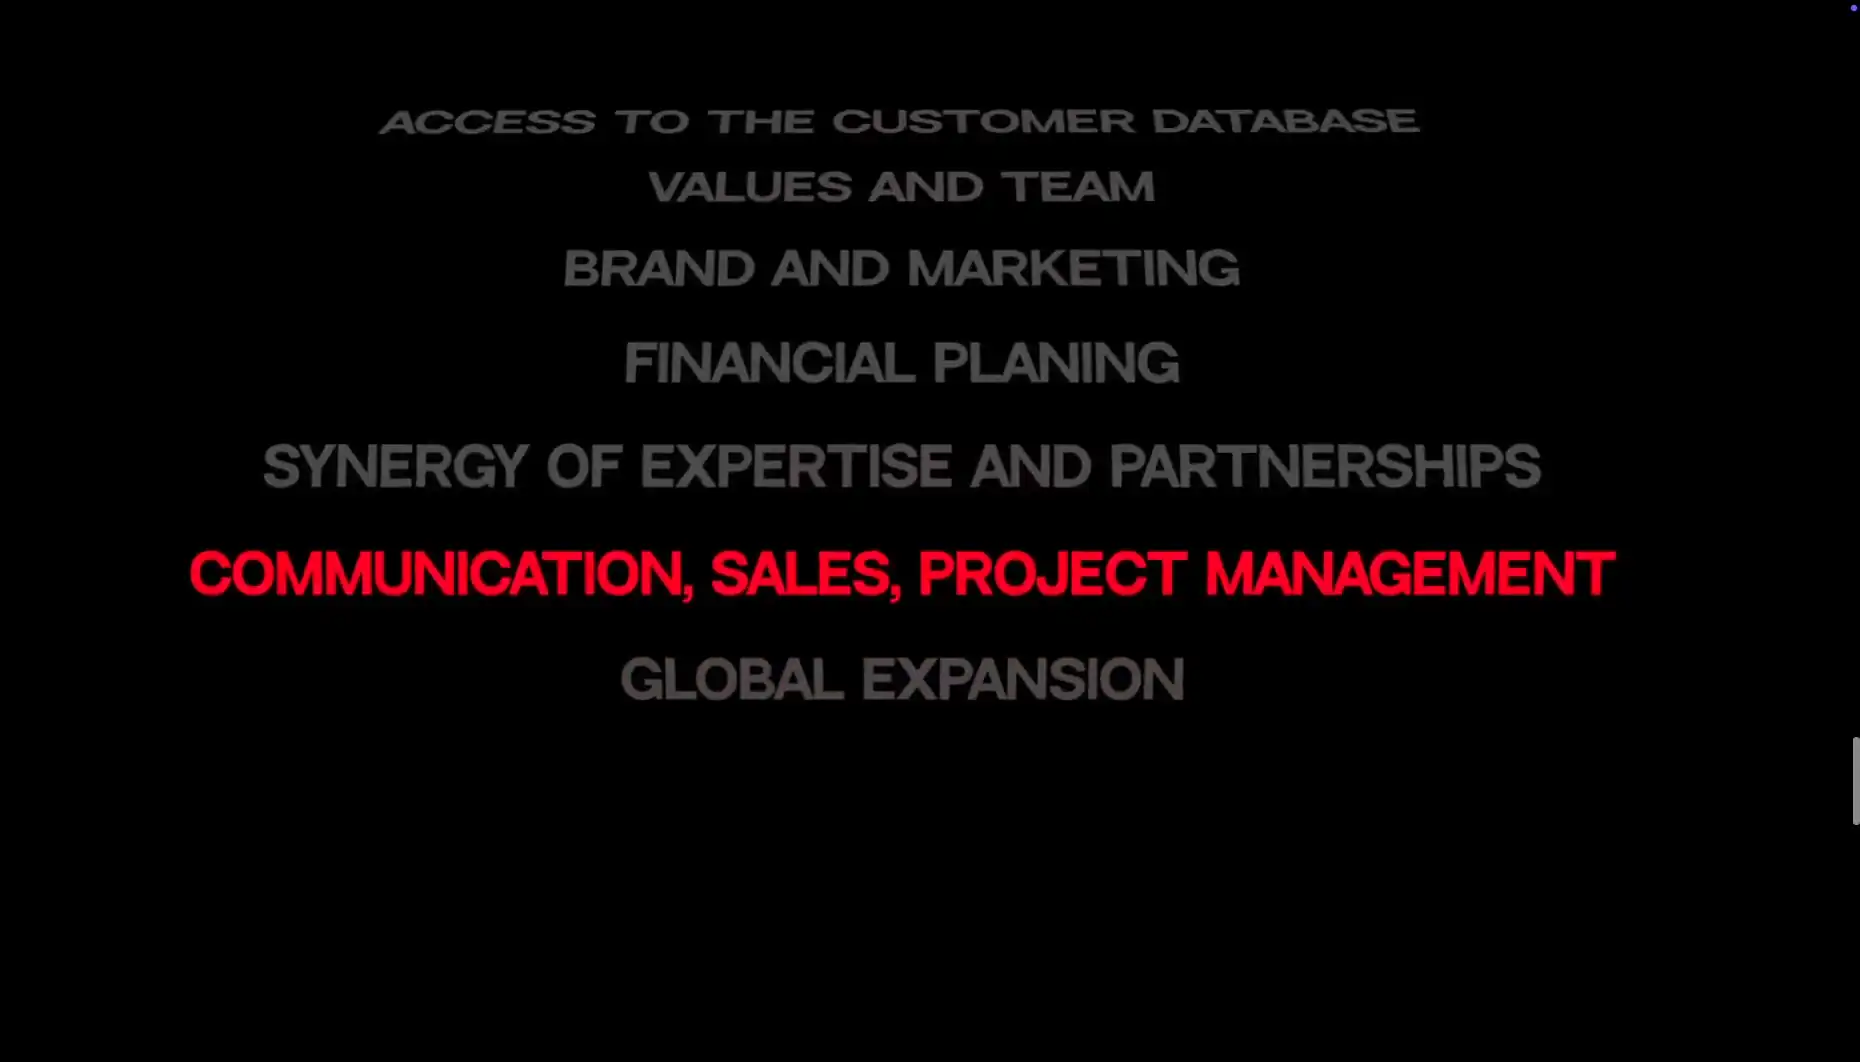 ACCESS TO THE CUSTOMER DATABASE
VALUES AND TEAM
BRAND AND MARKETING
FINANCIAL PLANING
SYNERGY OF EXPERTISE AND PARTNERSHIPS
COMMUNICATION, SALES, PROJECT MANAGEMENT
GLOBAL EXPANSION